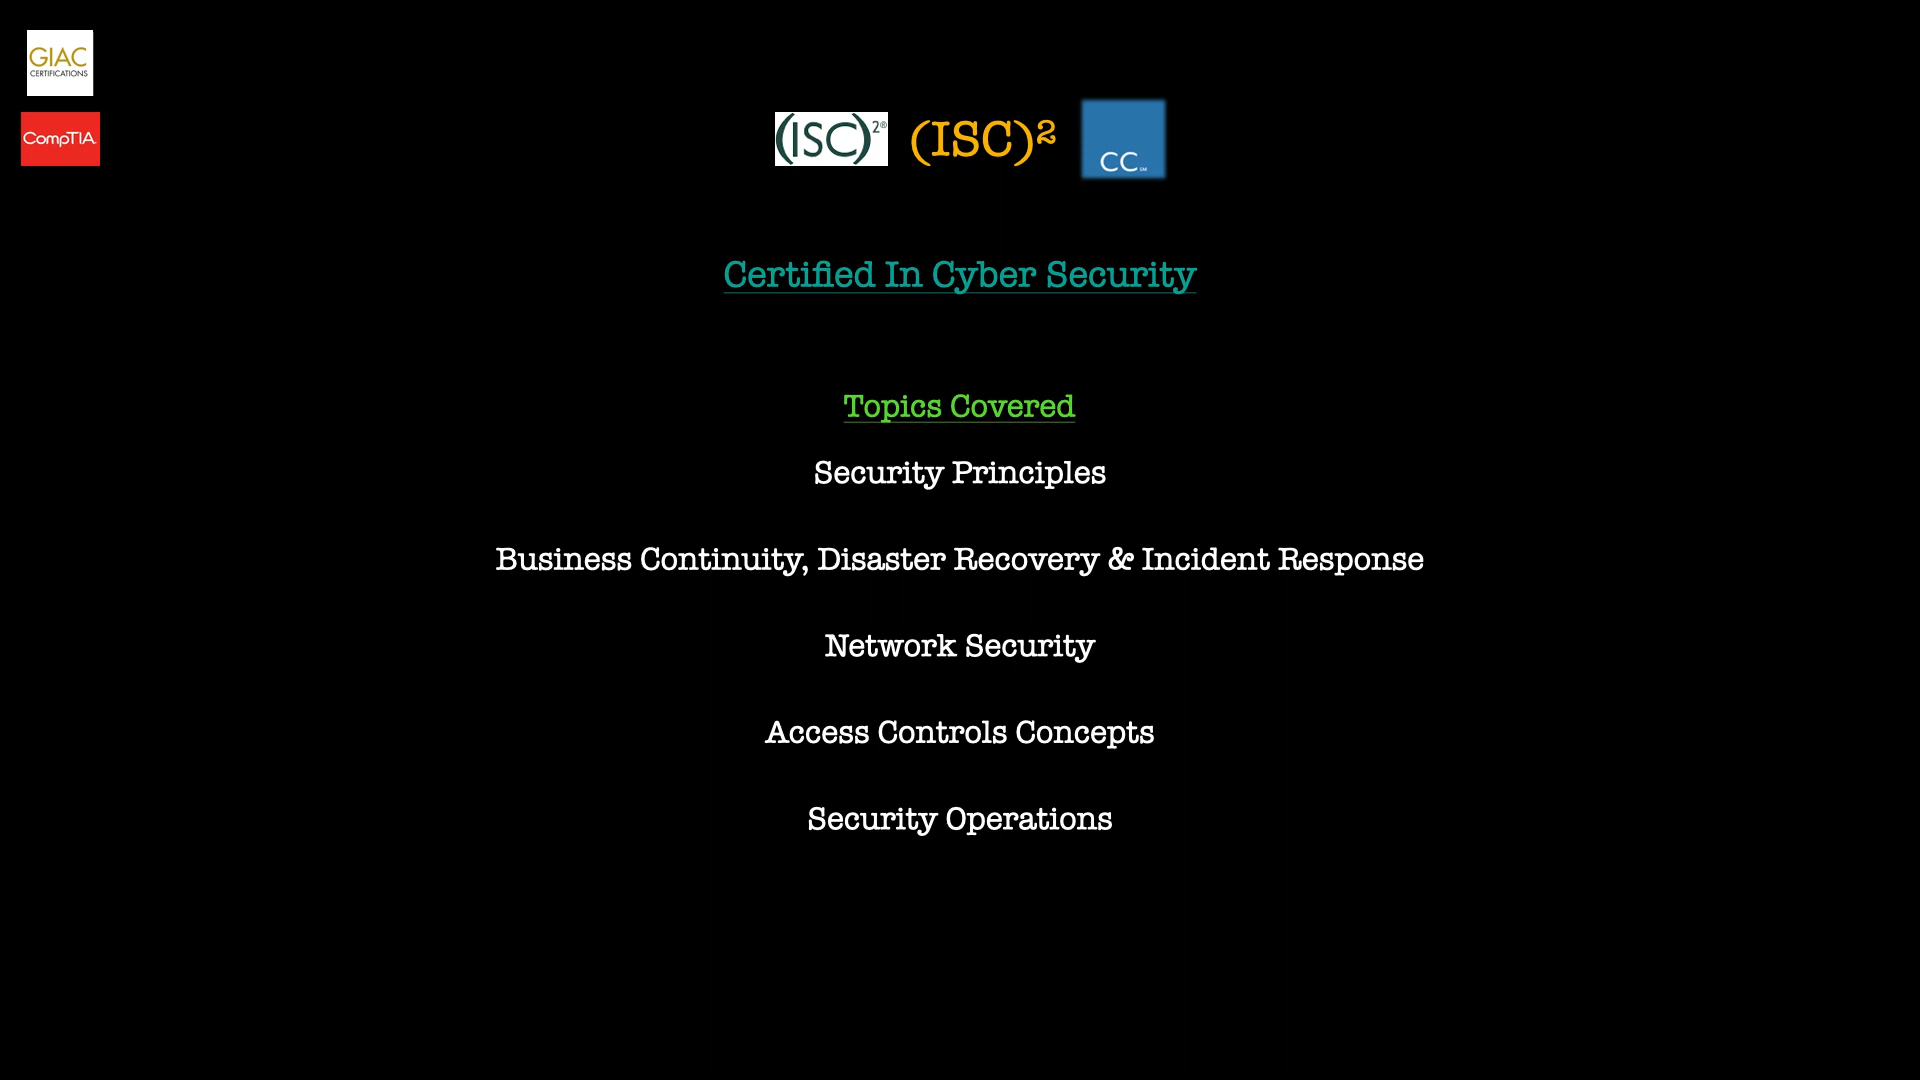 GIAC
CERTIFICATIONS
CompTIA.
(ISC)2® (ISC)² CC SM
Certified In Cyber Security
Topics Covered
Security Principles
Business Continuity, Disaster Recovery & Incident Response
Network Security
Access Controls Concepts
Security Operations